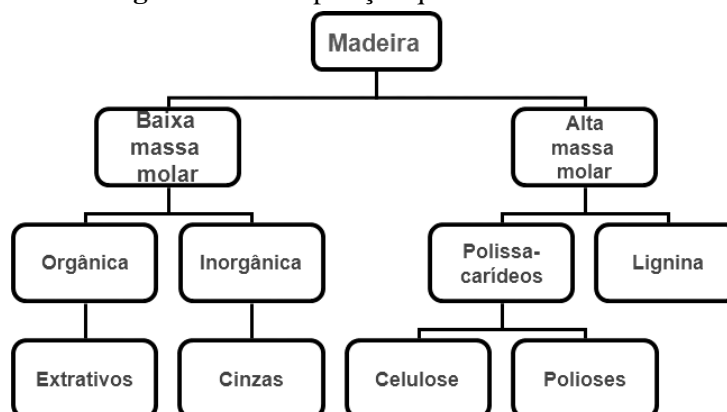 Madeira
Baixa
massa
molar
Alta
massa
molar
Orgânica
Inorgânica
Polissa-
carídeos
Lignina
Extrativos
Cinzas
Celulose
Polioses